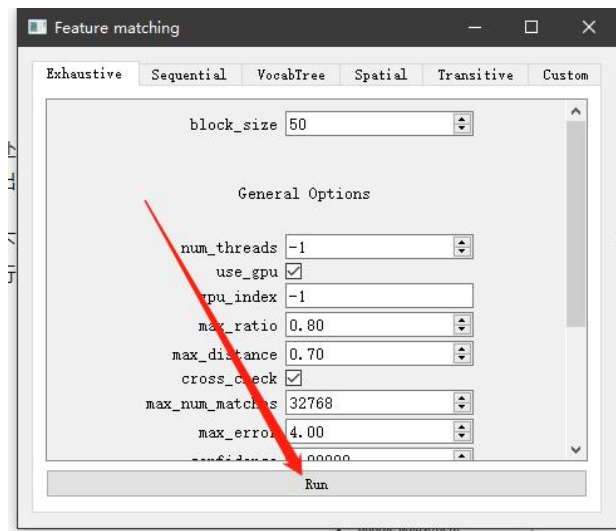 Feature matching
Exhaustive Sequential VocabTree Spatial Transitive Custom
block_size 50
General Options
num_threads -1
use_gpu
gpu_index -1
max_ratio 0.80
max_distance 0.70
cross_check
max_num_matches 32768
max_error 4.00
Run